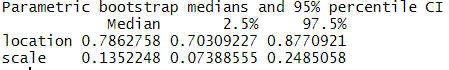 Parametric bootstrap medians and 95% percentile CI
Median 2.5% 97.5%
location 0.7862758 0.70309227 0.8770921
scale 0.1352248 0.07388555 0.2485058